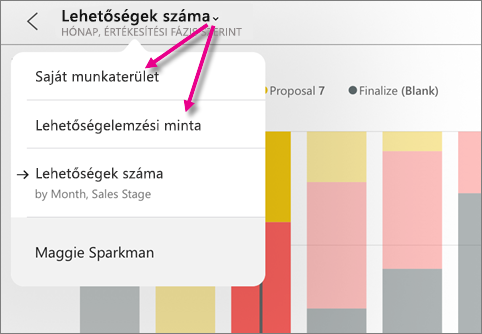 Lehetőségek száma
HÓNAP, ÉRTÉKESÍTÉSI FÁZIS SZERINT
Saját munkaterület
Proposal 7
Finalize (Blank)
Lehetőségelemzési minta
Lehetőségek száma
by Month, Sales Stage
Maggie Sparkman